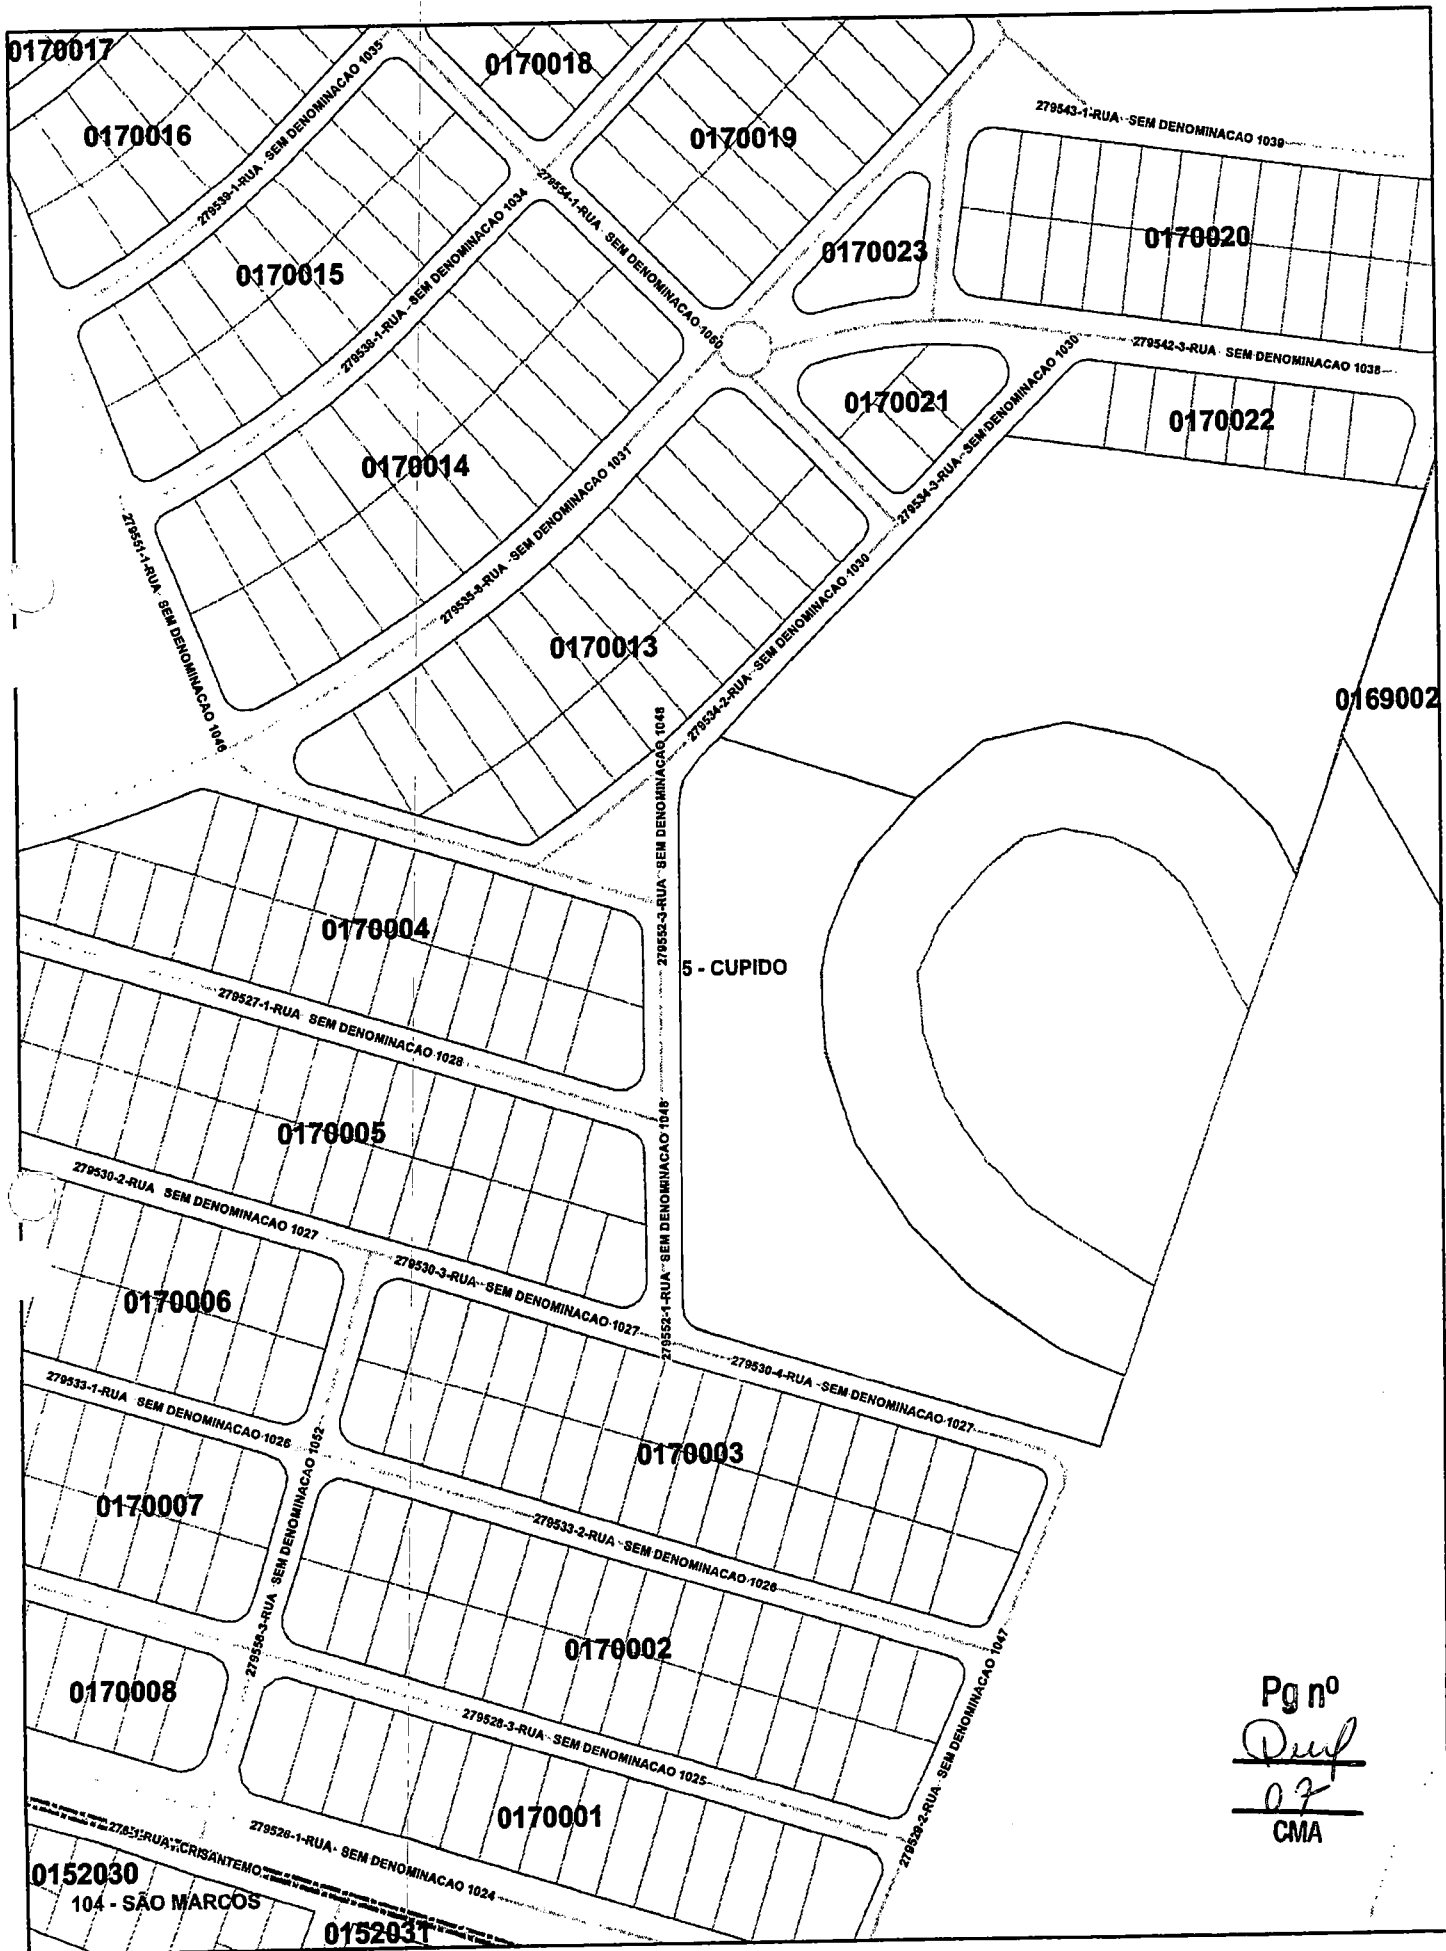 0170017
0170018
0170016
0170019
279539-1-RUA - SEM DENOMINACAO 1035
279543-1-RUA - SEM DENOMINACAO 1039
279554-1-RUA - SEM DENOMINACAO 1060
0170015
0170023
0170020
279538-1-RUA - SEM DENOMINACAO 1034
279542-3-RUA - SEM DENOMINACAO 1038
0170021
0170022
279534-3-RUA - SEM DENOMINACAO 1030
0170014
279551-1-RUA - SEM DENOMINACAO 1046
279535-8-RUA - SEM DENOMINACAO 1031
0170013
279534-2-RUA - SEM DENOMINACAO 1030
0169002
279552-3-RUA - SEM DENOMINACAO 1048
0170004
5 - CUPIDO
279527-1-RUA SEM DENOMINACAO 1028
0170005
279552-1-RUA - SEM DENOMINACAO 1048
279530-2-RUA SEM DENOMINACAO 1027
279530-3-RUA - SEM DENOMINACAO 1027
0170006
279530-4-RUA - SEM DENOMINACAO 1027
279533-1-RUA SEM DENOMINACAO 1026
0170003
0170007
279556-3-RUA SEM DENOMINACAO 1052
279533-2-RUA - SEM DENOMINACAO 1026
0170002
0170008
279528-3-RUA - SEM DENOMINACAO 1025
279529-2-RUA - SEM DENOMINACAO 1047
0170001
279526-1-RUA - SEM DENOMINACAO 1024
CRISANTEMO
0152030
104 - SÃO MARCOS
0152031
Pg nº
07
CMA